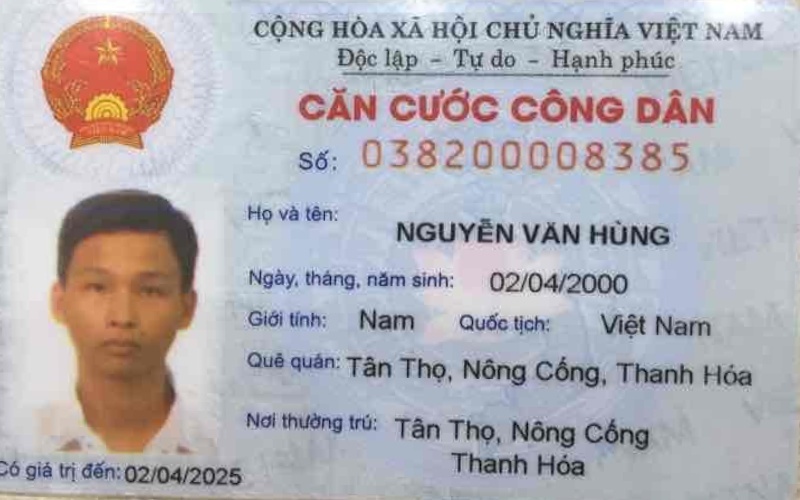 CỘNG HÒA XÃ HỘI CHỦ NGHĨA VIỆT NAM
Độc lập - Tự do - Hạnh phúc
CĂN CƯỚC CÔNG DÂN
Số: 038200008385
Họ và tên:
NGUYỄN VĂN HÙNG
Ngày, tháng, năm sinh: 02/04/2000
Giới tính: Nam Quốc tịch: Việt Nam
Quê quán: Tân Thọ, Nông Cống, Thanh Hóa
Nơi thường trú: Tân Thọ, Nông Cống
Thanh Hóa
Có giá trị đến: 02/04/2025